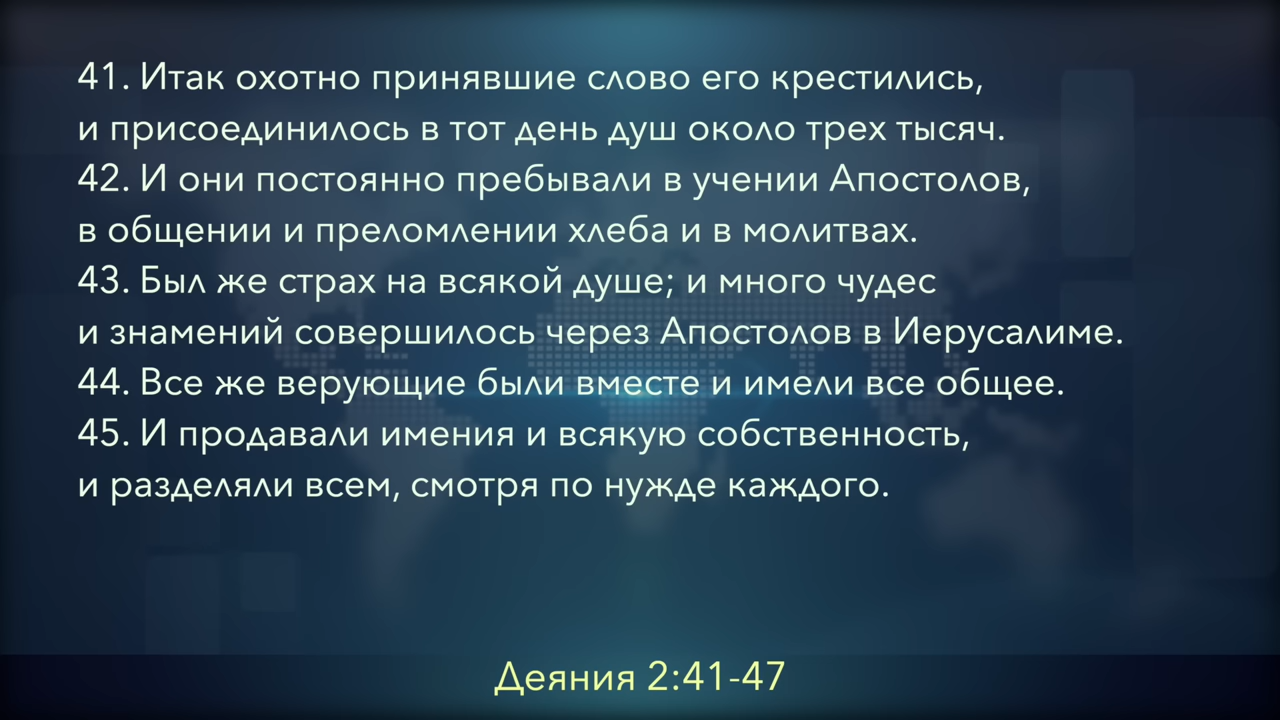 41. Итак охотно принявшие слово его крестились,
и присоединилось в тот день душ около трех тысяч.
42. И они постоянно пребывали в учении Апостолов,
в общении и преломлении хлеба и в молитвах.
43. Был же страх на всякой душе; и много чудес
и знамений совершилось через Апостолов в Иерусалиме.
44. Все же верующие были вместе и имели все общее.
45. И продавали имения и всякую собственность,
и разделяли всем, смотря по нужде каждого.
Деяния 2:41-47